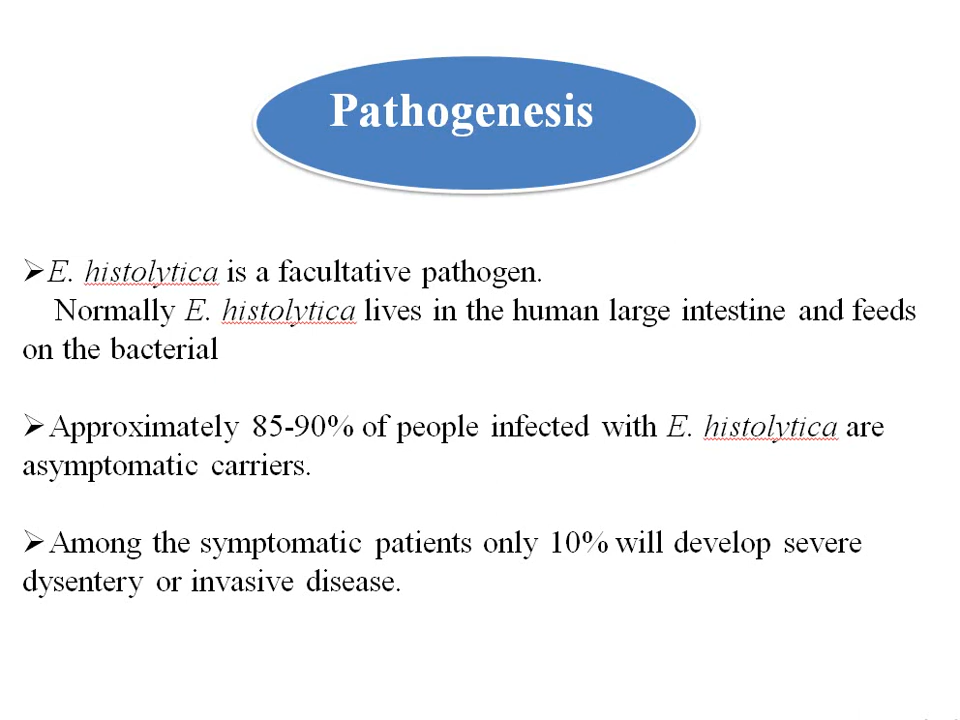 Pathogenesis
➢E. histolytica is a facultative pathogen.
Normally E. histolytica lives in the human large intestine and feeds
on the bacterial
➢Approximately 85-90% of people infected with E. histolytica are
asymptomatic carriers.
➢Among the symptomatic patients only 10% will develop severe
dysentery or invasive disease.